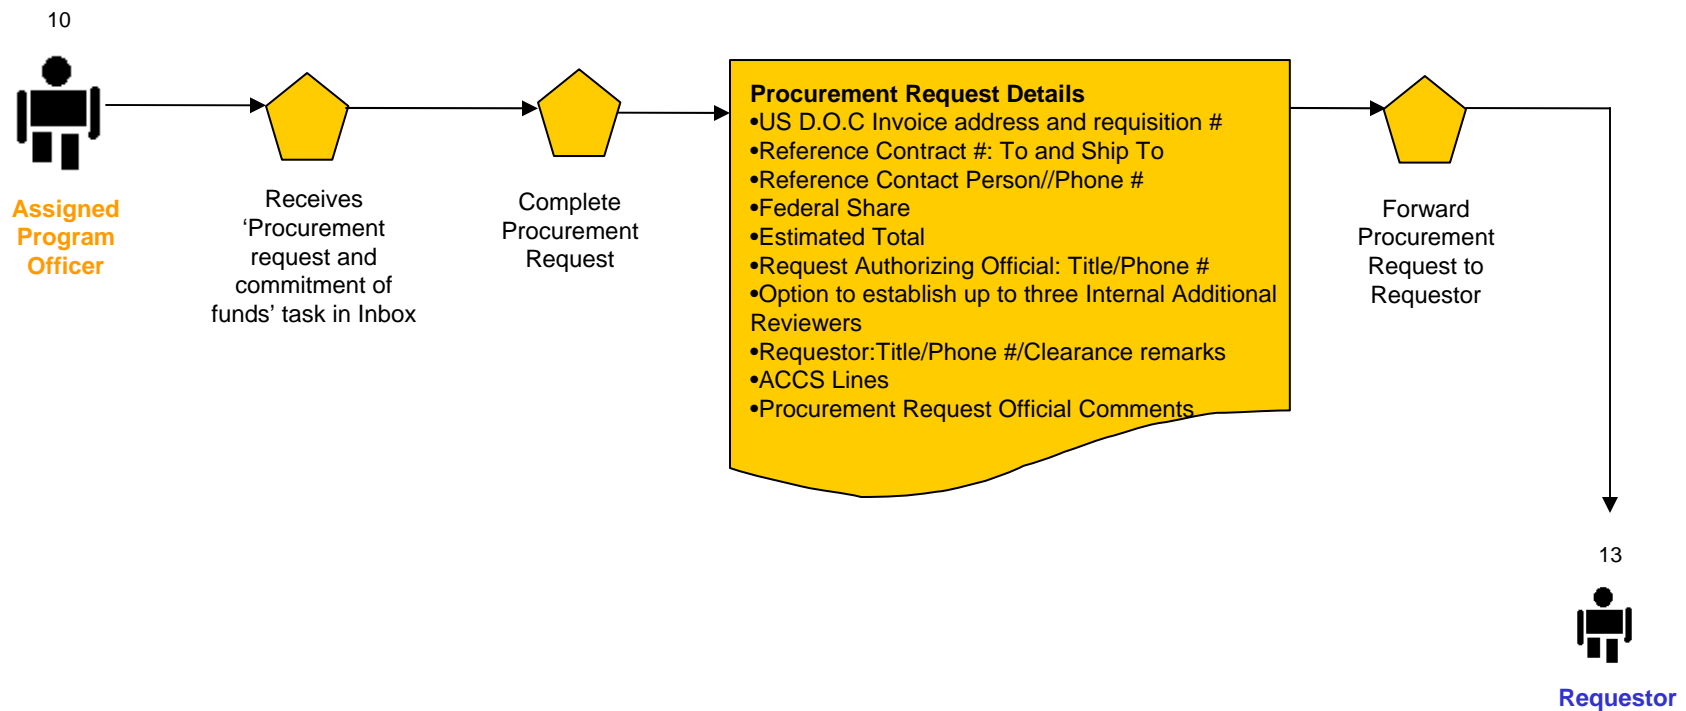 10
Assigned
Program
Officer
Receives
‘Procurement
request and
commitment of
funds’ task in Inbox
Complete
Procurement
Request
Procurement Request Details
•US D.O.C Invoice address and requisition #
•Reference Contract #: To and Ship To
•Reference Contact Person//Phone #
•Federal Share
•Estimated Total
•Request Authorizing Official: Title/Phone #
•Option to establish up to three Internal Additional
Reviewers
•Requestor:Title/Phone #/Clearance remarks
•ACCS Lines
•Procurement Request Official Comments
Forward
Procurement
Request to
Requestor
13
Requestor